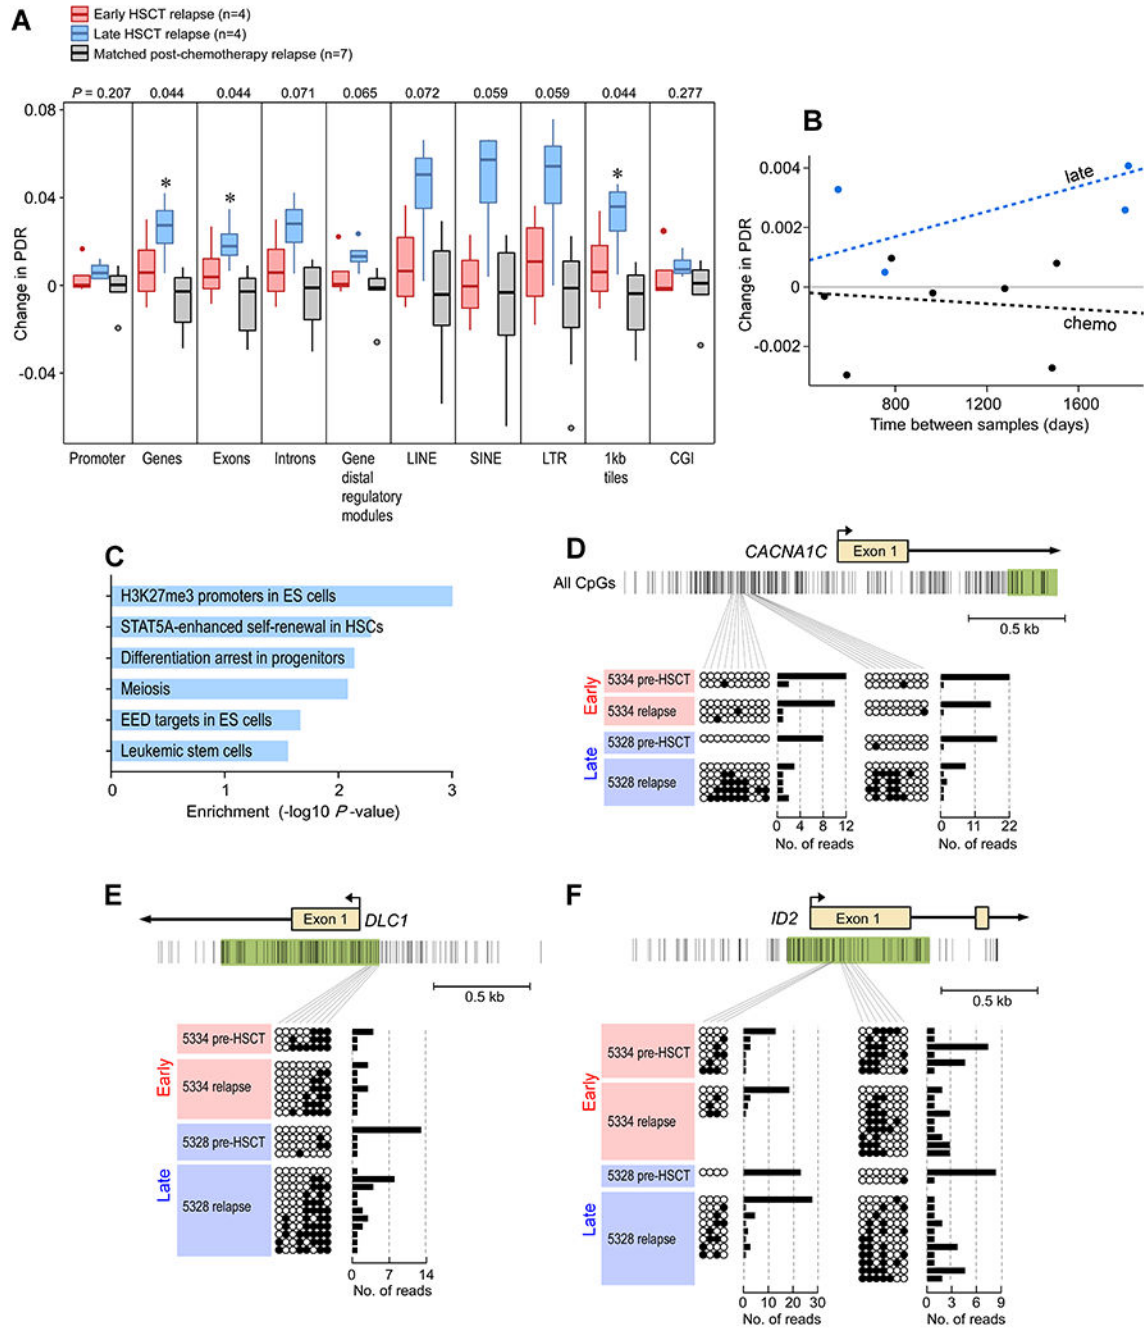 A
Early HSCT relapse (n=4)
Late HSCT relapse (n=4)
Matched post-chemotherapy relapse (n=7)
P = 0.207 0.044 0.044 0.071 0.065 0.072 0.059 0.059 0.044 0.277
0.08
0.04
0
-0.04
Change in PDR
* * *
Promoter Genes Exons Introns Gene distal regulatory modules LINE SINE LTR 1kb tiles CGI
B
0.004
0.002
0
-0.002
Change in PDR
late
chemo
800 1200 1600
Time between samples (days)
C
H3K27me3 promoters in ES cells
STAT5A-enhanced self-renewal in HSCs
Differentiation arrest in progenitors
Meiosis
EED targets in ES cells
Leukemic stem cells
0 1 2 3
Enrichment (-log10 P-value)
D
CACNA1C Exon 1
All CpGs
0.5 kb
Early
5334 pre-HSCT
5334 relapse
Late
5328 pre-HSCT
5328 relapse
0 4 8 12 0 11 22
No. of reads No. of reads
E
Exon 1 DLC1
0.5 kb
Early
5334 pre-HSCT
5334 relapse
Late
5328 pre-HSCT
5328 relapse
0 7 14
No. of reads
F
ID2 Exon 1
0.5 kb
Early
5334 pre-HSCT
5334 relapse
Late
5328 pre-HSCT
5328 relapse
0 10 20 30 0 3 6 9
No. of reads No. of reads